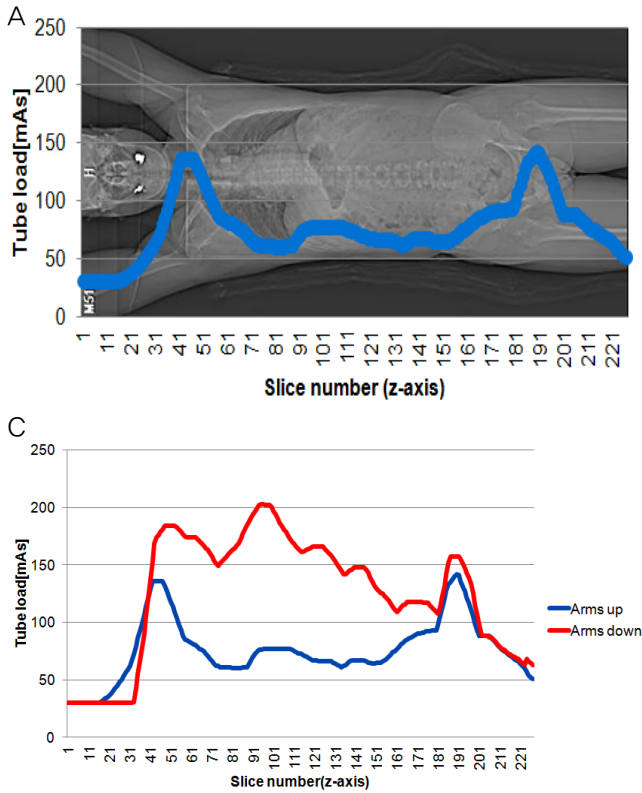 A
250
200
150
100
50
0
Tube load[mAs]
H
M51
1 11 21 31 41 51 61 71 81 91 101 111 121 131 141 151 161 171 181 191 201 211 221
Slice number (z-axis)
C
250
200
150
100
50
0
Tube load[mAs]
Arms up
Arms down
1 11 21 31 41 51 61 71 81 91 101 111 121 131 141 151 161 171 181 191 201 211 221
Slice number(z-axis)